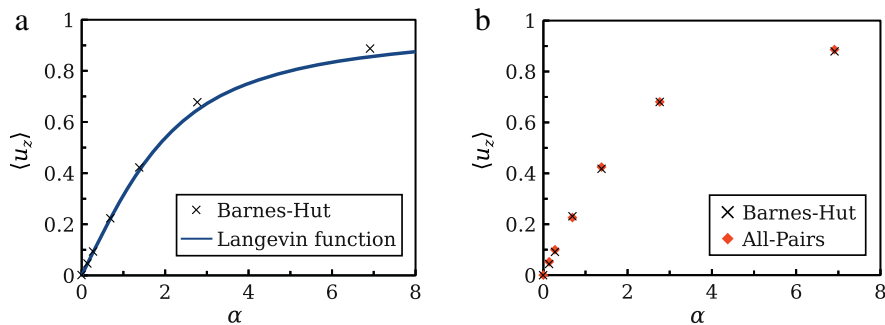 a
1
0.8
0.6
0.4
0.2
0
⟨u_z⟩
0 2 4 6 8
α
× Barnes-Hut
Langevin function
b
1
0.8
0.6
0.4
0.2
0
⟨u_z⟩
0 2 4 6 8
α
× Barnes-Hut
◆ All-Pairs